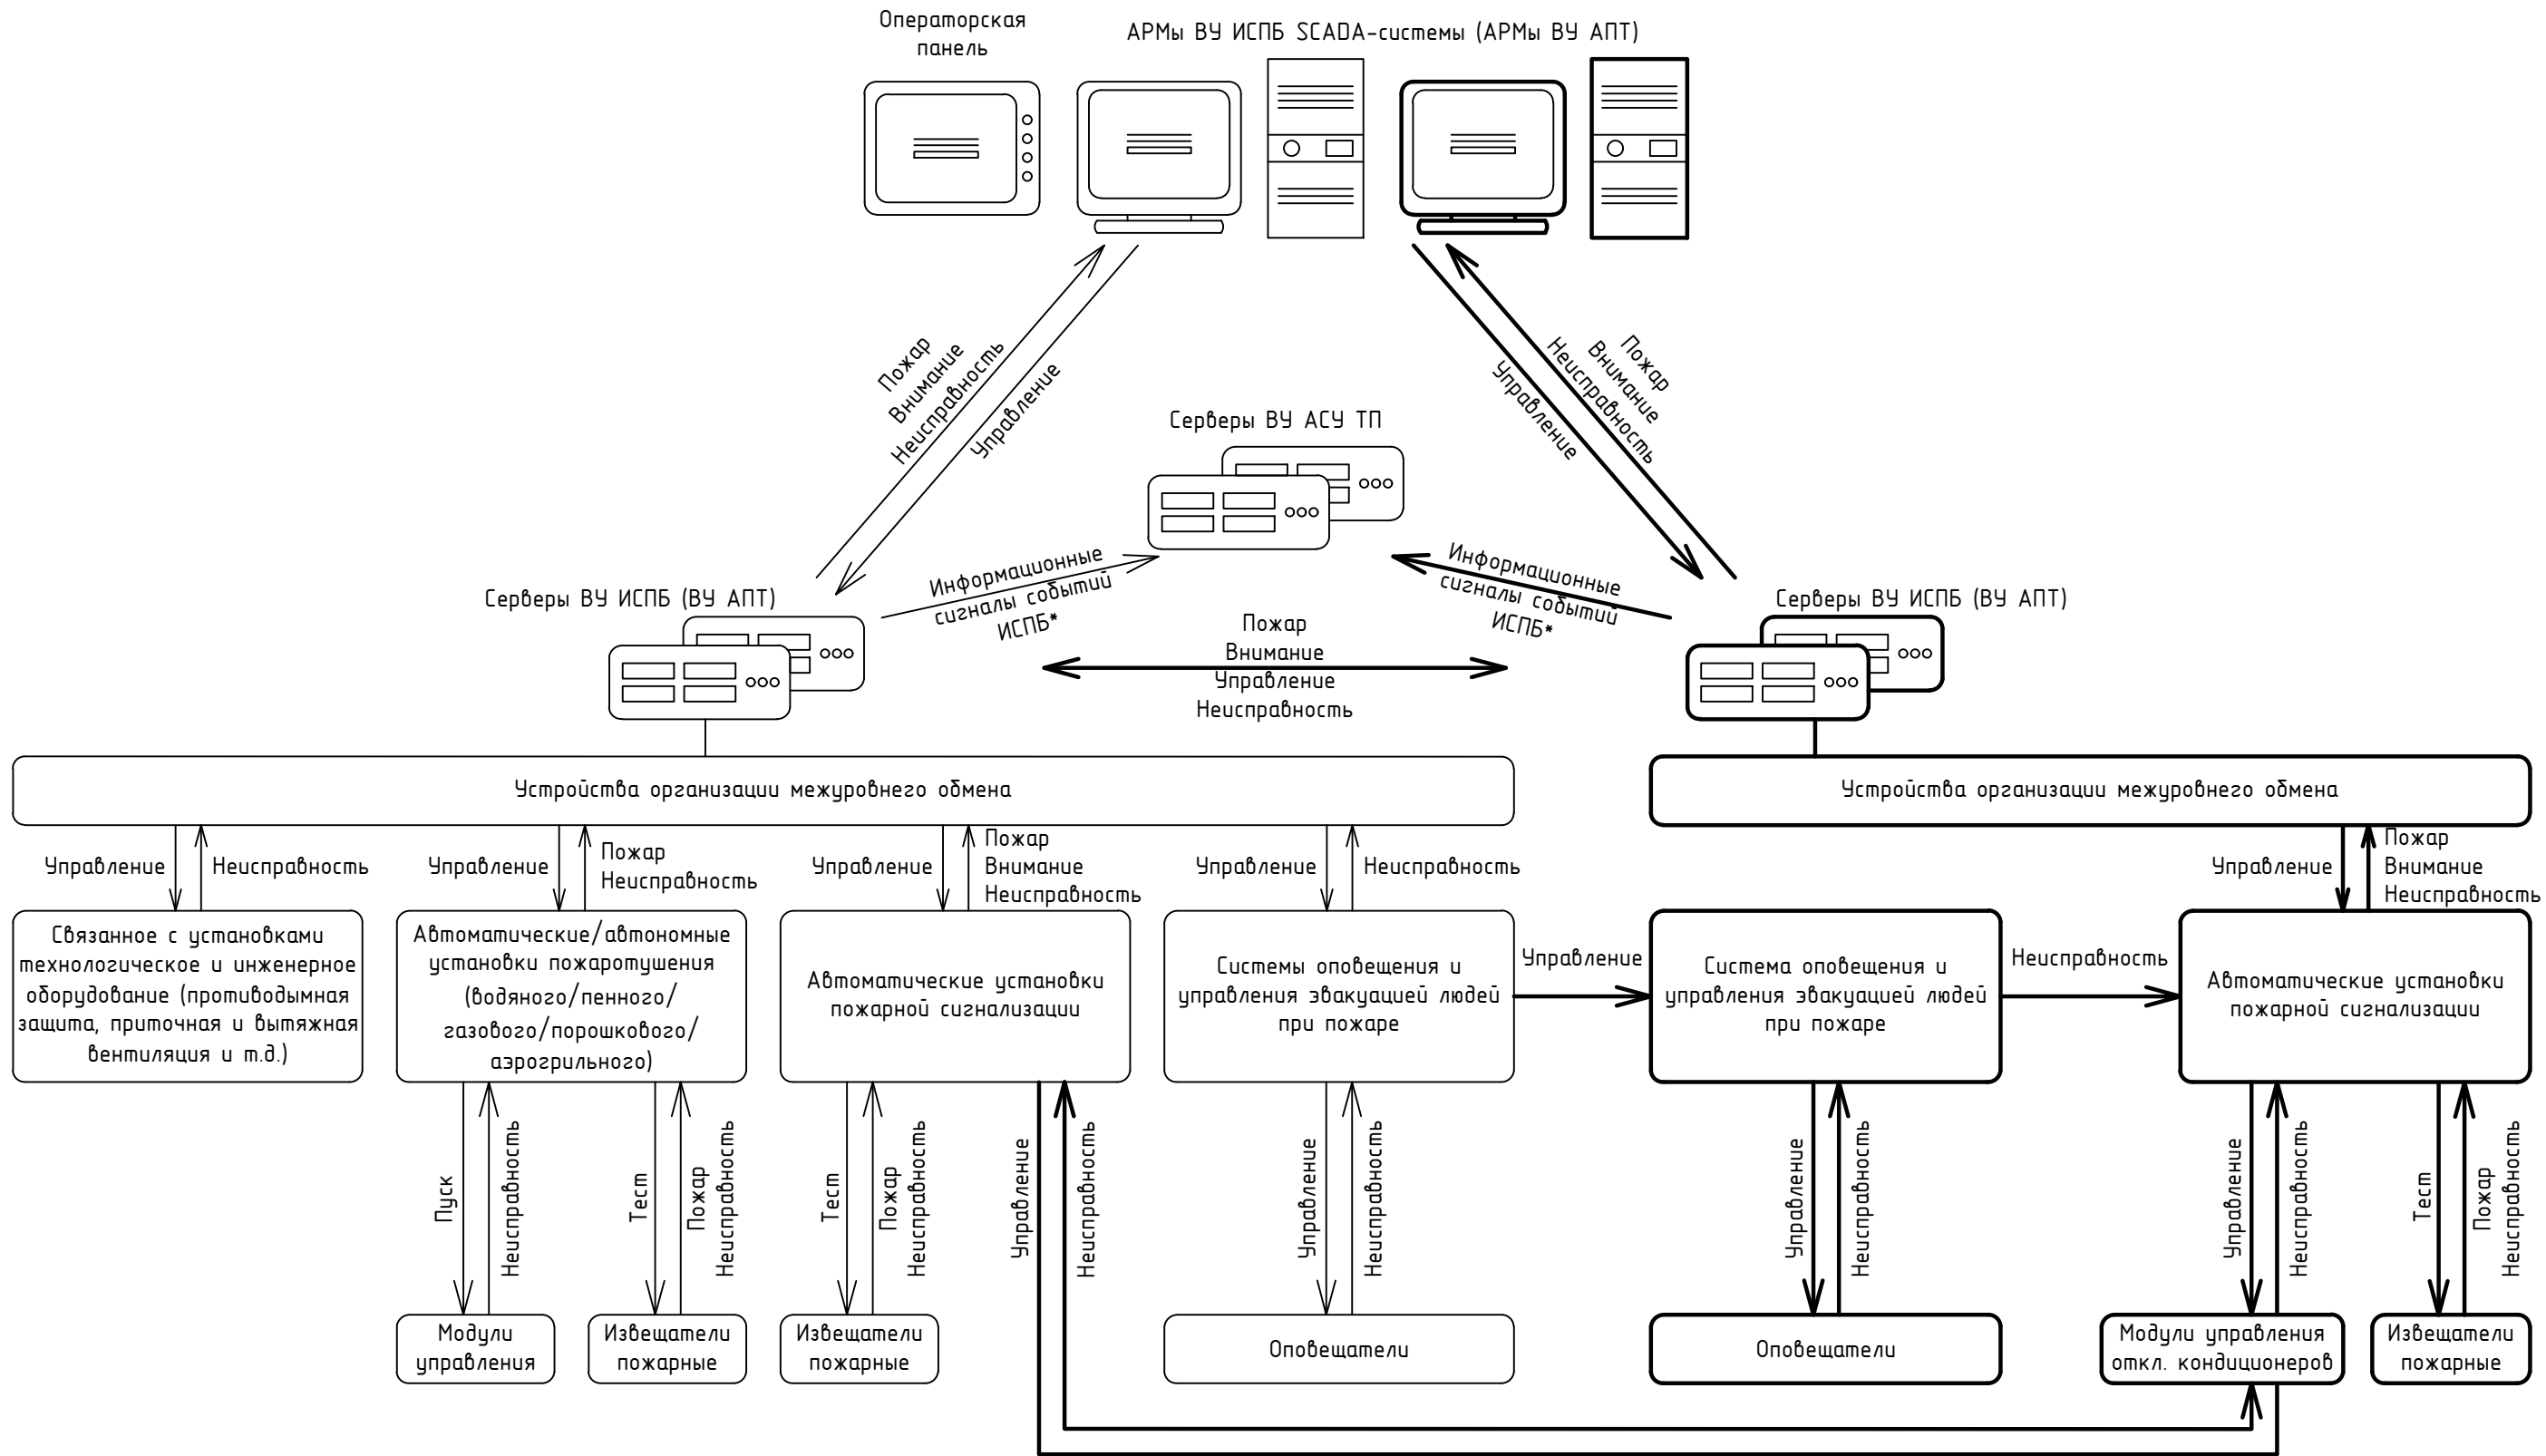 Операторская
панель
АРМы ВУ ИСПБ SCADA-системы (АРМы ВУ АПТ)
Пожар
Внимание
Неисправность
Управление
Управление
Пожар
Внимание
Неисправность
Серверы ВУ АСУ ТП
Информационные
сигналы событий
ИСПБ*
Информационные
сигналы событий
ИСПБ*
Серверы ВУ ИСПБ (ВУ АПТ)
Серверы ВУ ИСПБ (ВУ АПТ)
Пожар
Внимание
Управление
Неисправность
Устройства организации межуровнего обмена
Устройства организации межуровнего обмена
Управление
Неисправность
Управление
Пожар
Неисправность
Управление
Пожар
Внимание
Неисправность
Управление
Неисправность
Управление
Пожар
Внимание
Неисправность
Связанное с установками
технологическое и инженерное
оборудование (противодымная
защита, приточная и вытяжная
вентиляция и т.д.)
Автоматические/автономные
установки пожаротушения
(водяного/пенного/
газового/порошкового/
аэрогрильного)
Автоматические установки
пожарной сигнализации
Системы оповещения и
управления эвакуацией людей
при пожаре
Управление
Система оповещения и
управления эвакуацией людей
при пожаре
Неисправность
Автоматические установки
пожарной сигнализации
Пуск
Неисправность
Тест
Пожар
Неисправность
Тест
Пожар
Неисправность
Управление
Неисправность
Управление
Неисправность
Управление
Неисправность
Управление
Неисправность
Тест
Пожар
Неисправность
Модули
управления
Извещатели
пожарные
Извещатели
пожарные
Оповещатели
Оповещатели
Модули управления
откл. кондиционеров
Извещатели
пожарные